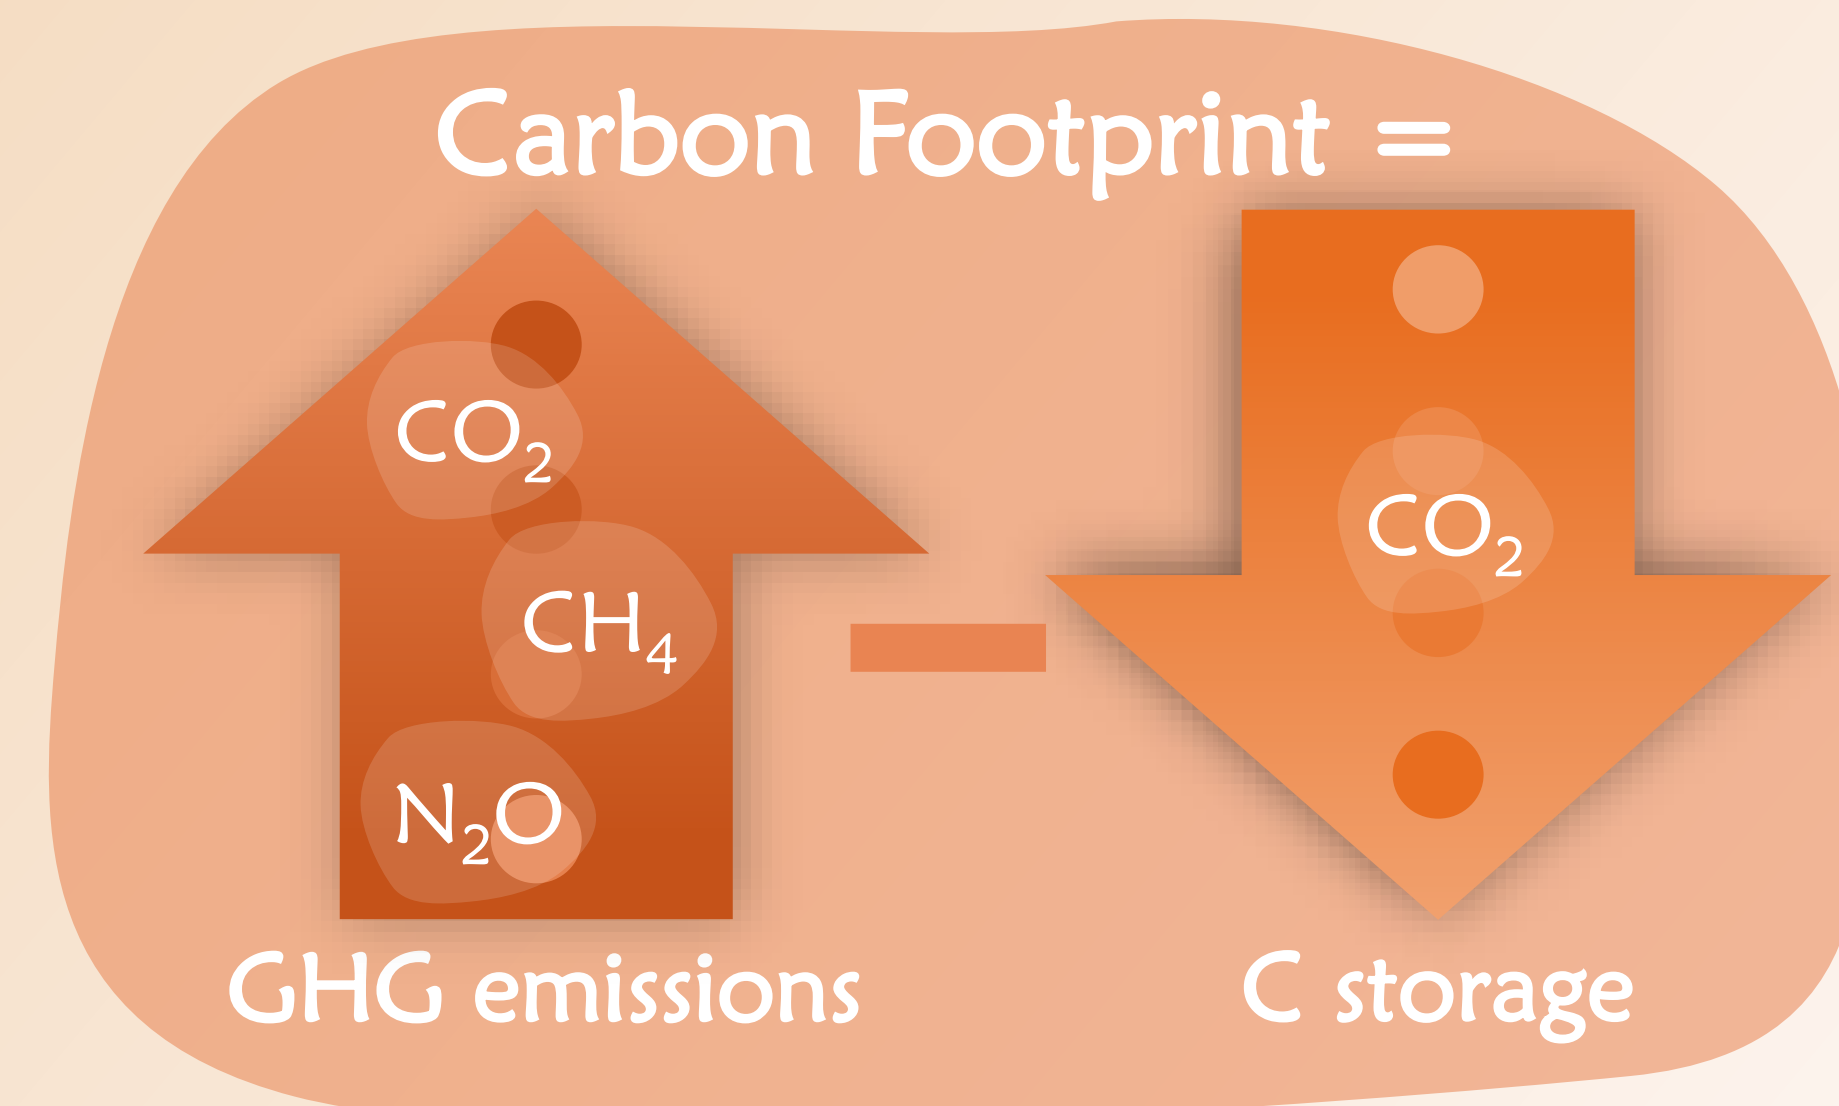 Carbon Footprint =
CO₂
CH₄
N₂O
CO₂
GHG emissions
C storage